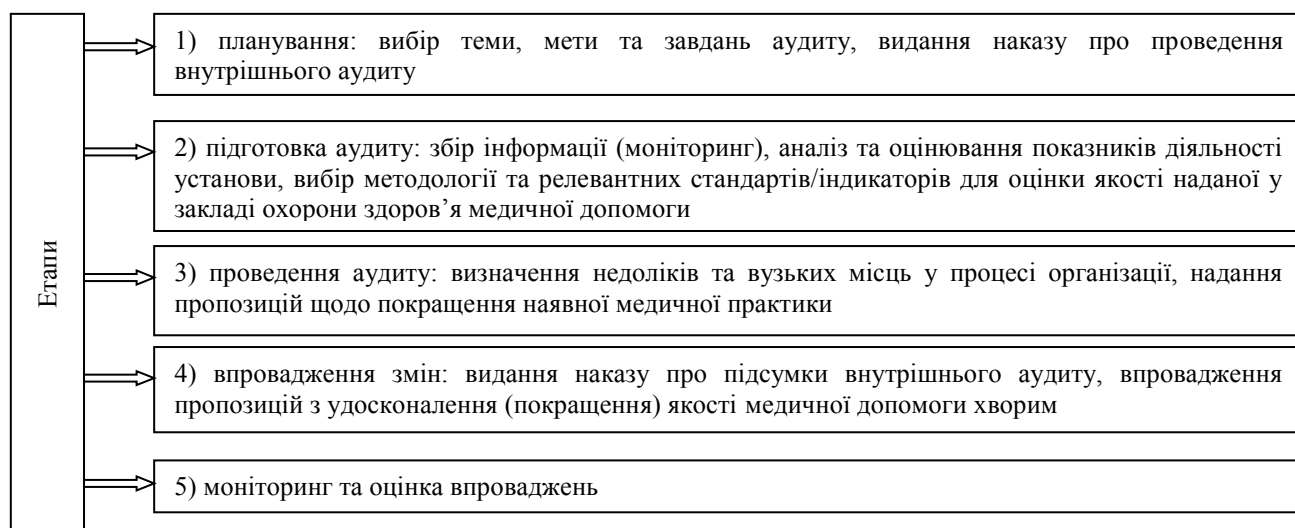 Етапи
1) планування: вибір теми, мети та завдань аудиту, видання наказу про проведення
внутрішнього аудиту
2) підготовка аудиту: збір інформації (моніторинг), аналіз та оцінювання показників діяльності
установи, вибір методології та релевантних стандартів/індикаторів для оцінки якості наданої у
закладі охорони здоров’я медичної допомоги
3) проведення аудиту: визначення недоліків та вузьких місць у процесі організації, надання
пропозицій щодо покращення наявної медичної практики
4) впровадження змін: видання наказу про підсумки внутрішнього аудиту, впровадження
пропозицій з удосконалення (покращення) якості медичної допомоги хворим
5) моніторинг та оцінка впроваджень